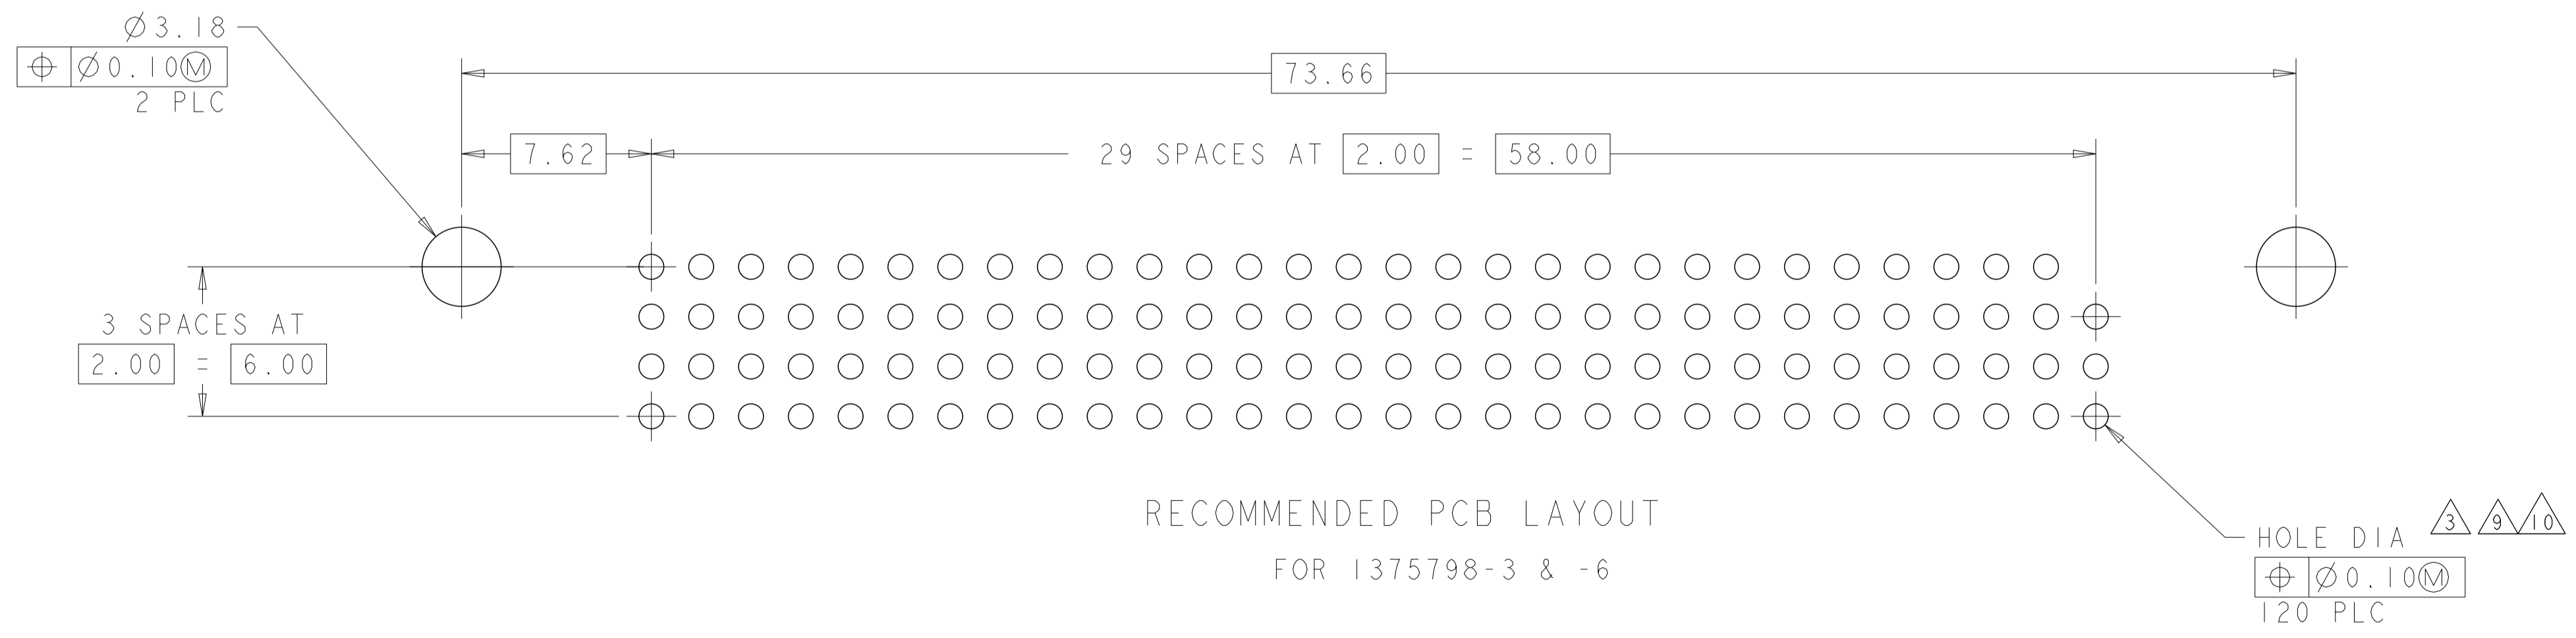 Ø3.18
⌖ Ø0.10Ⓜ
2 PLC
73.66
7.62
29 SPACES AT 2.00 = 58.00
3 SPACES AT
2.00 = 6.00
RECOMMENDED PCB LAYOUT
FOR 1375798-3 & -6
HOLE DIA 3 9 10
⌖ Ø0.10Ⓜ
120 PLC